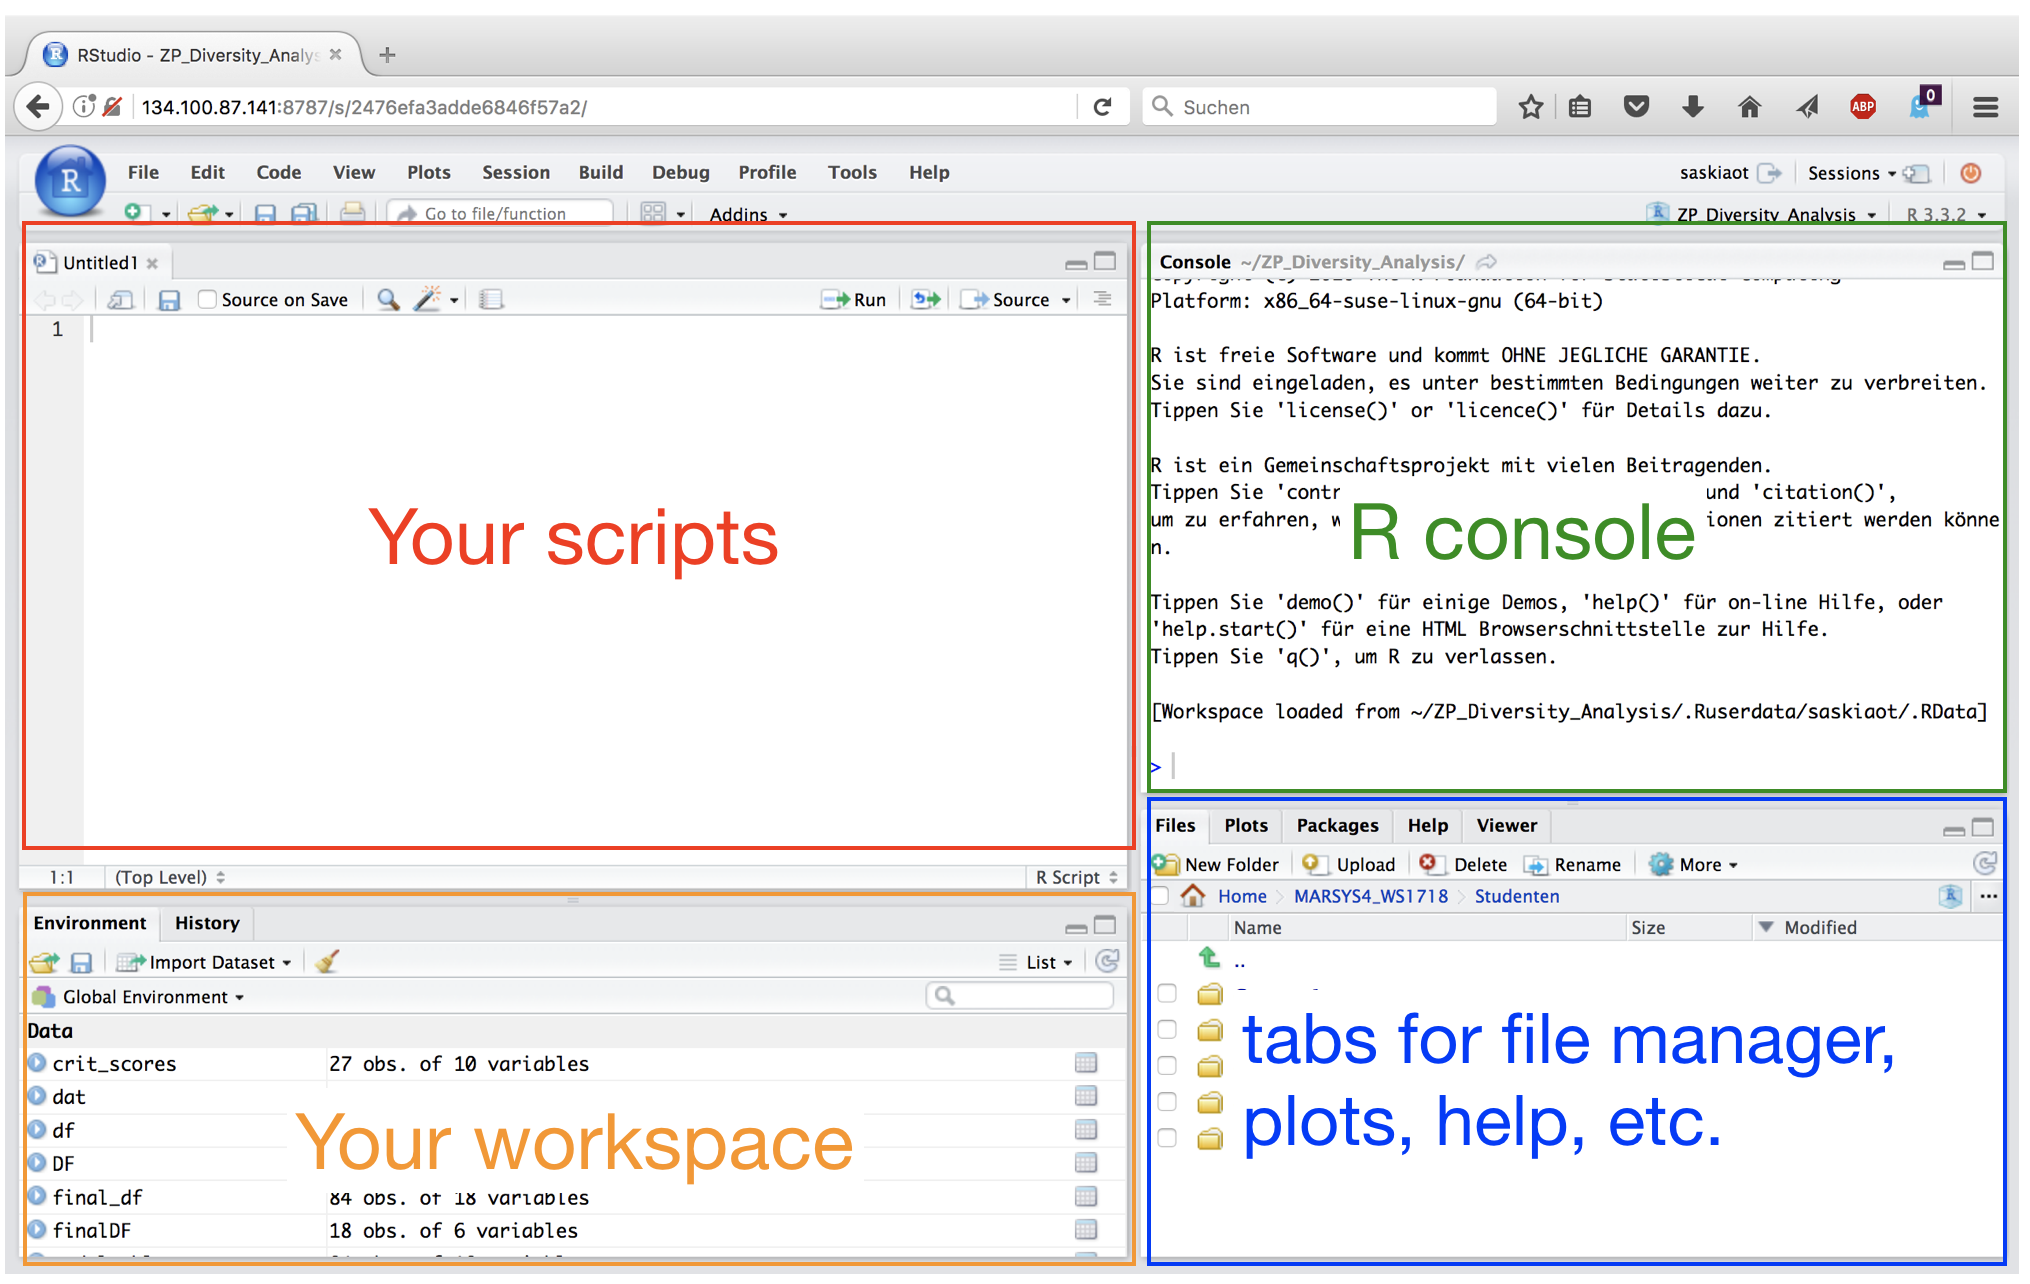 RStudio - ZP_Diversity_Analys
134.100.87.141:8787/s/2476efa3adde6846f57a2/
Suchen
ABP
0
R
File Edit Code View Plots Session Build Debug Profile Tools Help
saskiaot Sessions
Go to file/function Addins
ZP_Diversity_Analysis R 3.3.2
Untitled1
Source on Save Run Source
1
Your scripts
1:1 (Top Level) R Script
Console ~/ZP_Diversity_Analysis/
Platform: x86_64-suse-linux-gnu (64-bit)
R ist freie Software und kommt OHNE JEGLICHE GARANTIE.
Sie sind eingeladen, es unter bestimmten Bedingungen weiter zu verbreiten.
Tippen Sie 'license()' or 'licence()' für Details dazu.
R ist ein Gemeinschaftsprojekt mit vielen Beitragenden.
Tippen Sie 'contr und 'citation()',
um zu erfahren, w ionen zitiert werden könne
n.
R console
Tippen Sie 'demo()' für einige Demos, 'help()' für on-line Hilfe, oder
'help.start()' für eine HTML Browserschnittstelle zur Hilfe.
Tippen Sie 'q()', um R zu verlassen.
[Workspace loaded from ~/ZP_Diversity_Analysis/.Ruserdata/saskiaot/.RData]
>
Environment History
Import Dataset List
Global Environment
Data
crit_scores 27 obs. of 10 variables
dat
df
DF
final_df 84 obs. of 18 variables
finalDF 18 obs. of 6 variables
Your workspace
Files Plots Packages Help Viewer
New Folder Upload Delete Rename More
Home MARSYS4_WS1718 Studenten
Name Size Modified
..
tabs for file manager,
plots, help, etc.